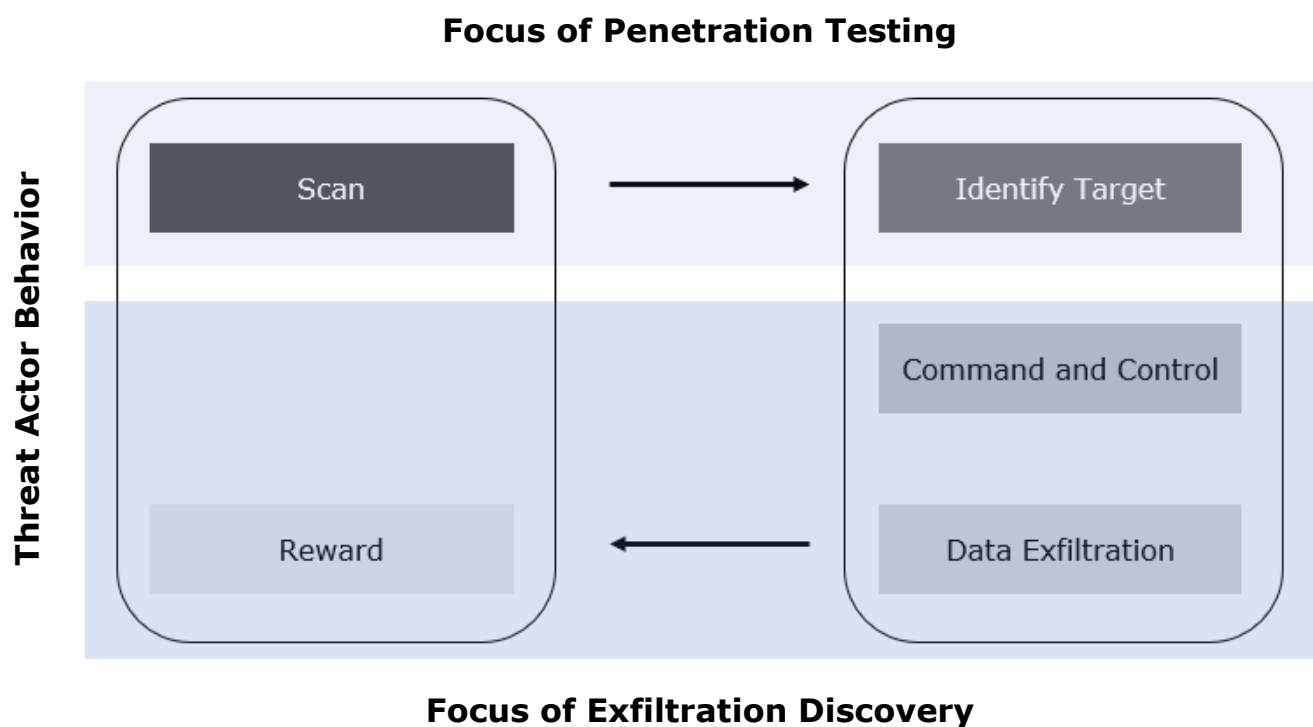 Focus of Penetration Testing
Threat Actor Behavior
Scan
Identify Target
Command and Control
Reward
Data Exfiltration
Focus of Exfiltration Discovery